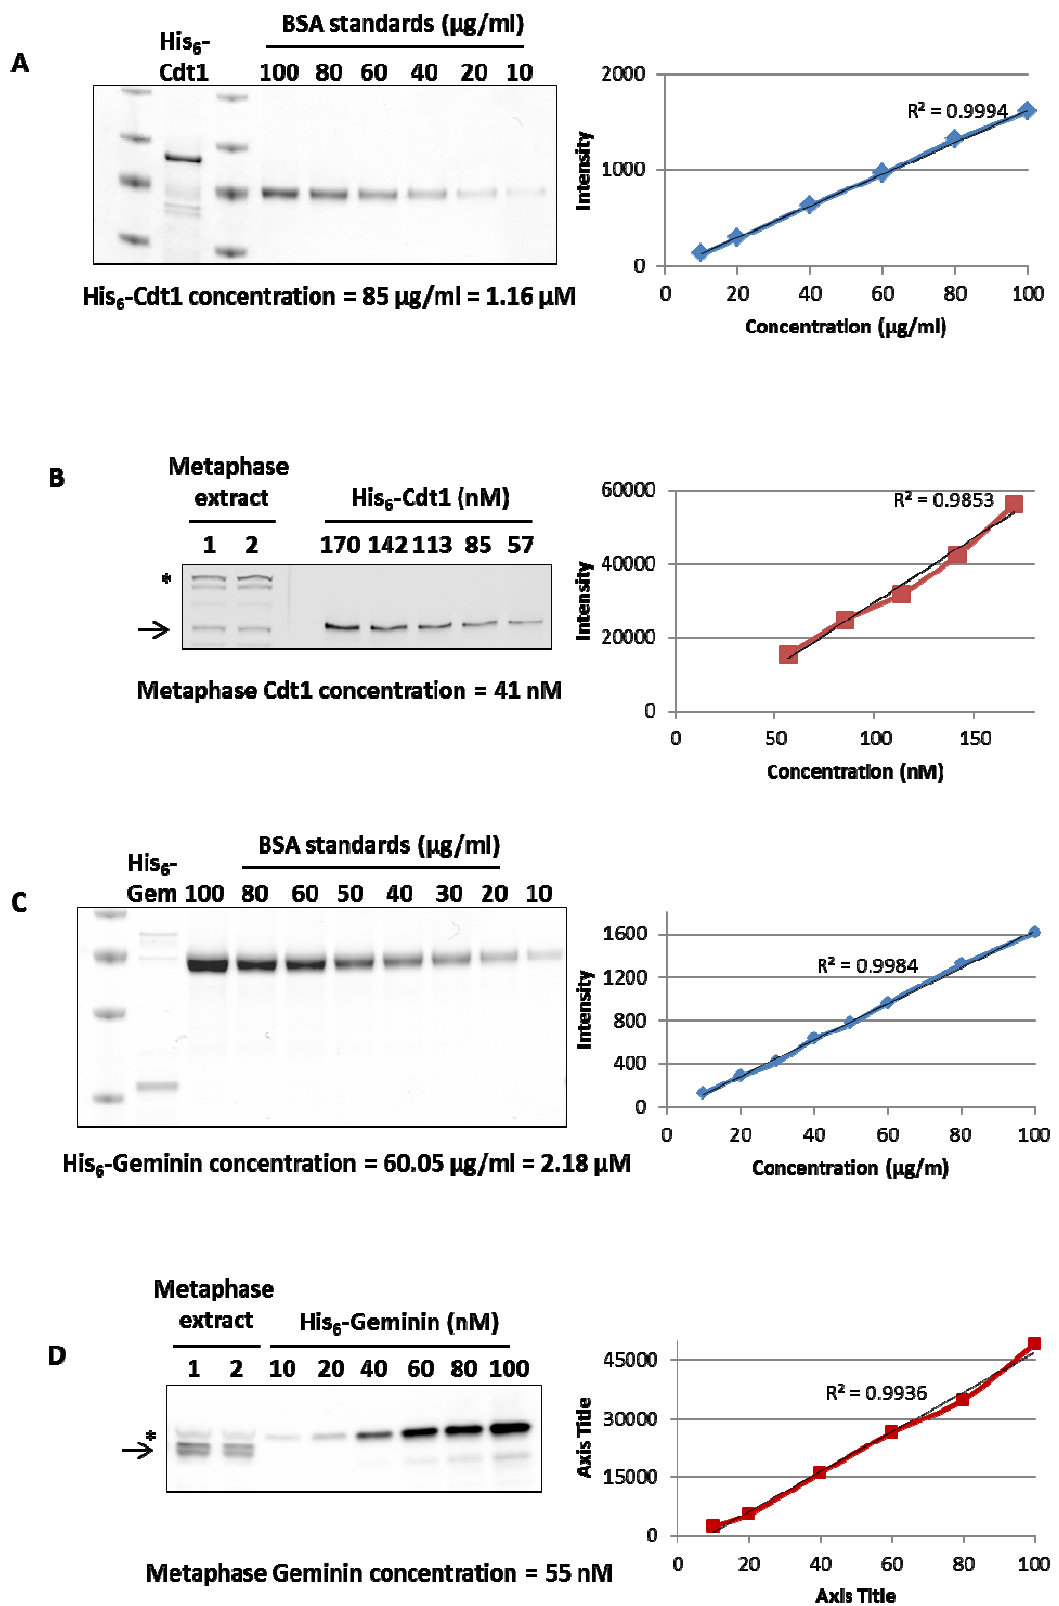 A
His6-
Cdt1
BSA standards (µg/ml)
100 80 60 40 20 10
His6-Cdt1 concentration = 85 µg/ml = 1.16 µM
2000
1000
0
Intensity
R² = 0.9994
0 20 40 60 80 100
Concentration (µg/ml)
B
Metaphase
extract
1 2
His6-Cdt1 (nM)
170 142 113 85 57
*
Metaphase Cdt1 concentration = 41 nM
60000
40000
20000
0
Intensity
R² = 0.9853
0 50 100 150
Concentration (nM)
C
His6-
Gem
BSA standards (µg/ml)
100 80 60 50 40 30 20 10
His6-Geminin concentration = 60.05 µg/ml = 2.18 µM
1600
1200
800
400
0
Intensity
R² = 0.9984
0 20 40 60 80 100
Concentration (µg/m)
D
Metaphase
extract
1 2
His6-Geminin (nM)
10 20 40 60 80 100
*
Metaphase Geminin concentration = 55 nM
45000
30000
15000
0
Axis Title
R² = 0.9936
0 20 40 60 80 100
Axis Title